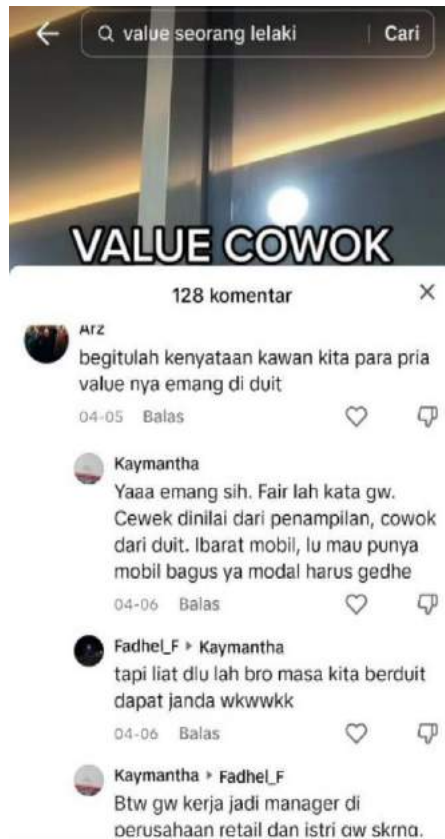 value seorang lelaki
Cari
VALUE COWOK
128 komentar
Arz
begitulah kenyataan kawan kita para pria
value nya emang di duit
04-05 Balas
Kaymantha
Yaaa emang sih. Fair lah kata gw.
Cewek dinilai dari penampilan, cowok
dari duit. Ibarat mobil, lu mau punya
mobil bagus ya modal harus gedhe
04-06 Balas
Fadhel_F ▸ Kaymantha
tapi liat dlu lah bro masa kita berduit
dapat janda wkwwkk
04-06 Balas
Kaymantha ▸ Fadhel_F
Btw gw kerja jadi manager di
perusahaan retail dan istri gw skrng,